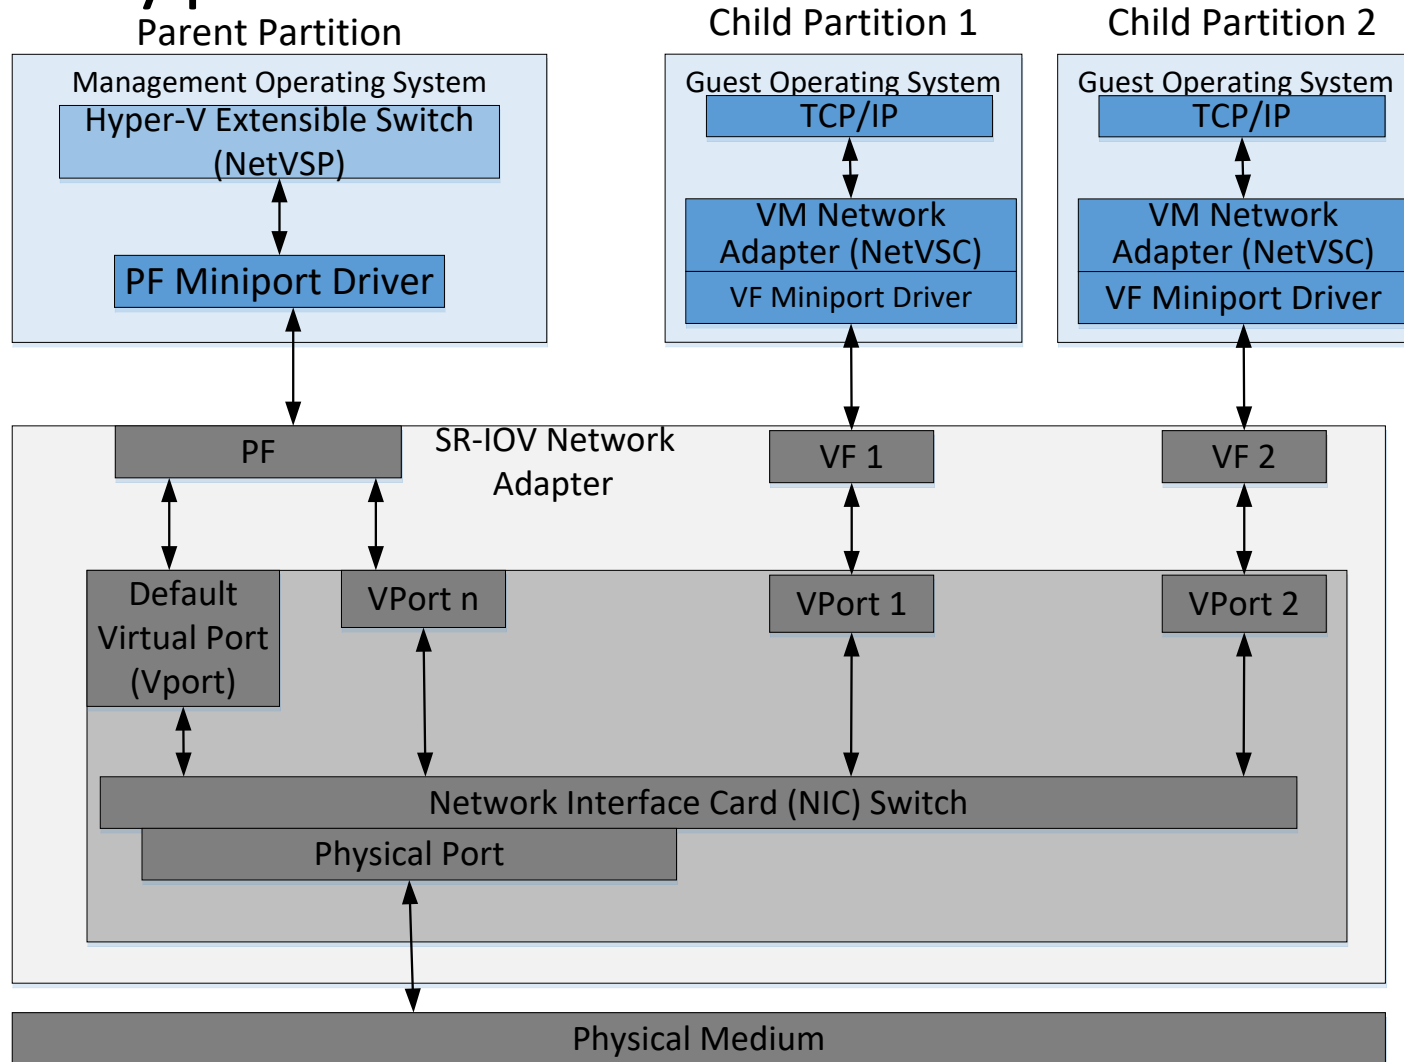 Parent Partition
Child Partition 1
Child Partition 2
Management Operating System
Hyper-V Extensible Switch
(NetVSP)
PF Miniport Driver
Guest Operating System
TCP/IP
VM Network
Adapter (NetVSC)
VF Miniport Driver
Guest Operating System
TCP/IP
VM Network
Adapter (NetVSC)
VF Miniport Driver
PF
SR-IOV Network
Adapter
VF 1
VF 2
Default
Virtual Port
(Vport)
VPort n
VPort 1
VPort 2
Network Interface Card (NIC) Switch
Physical Port
Physical Medium